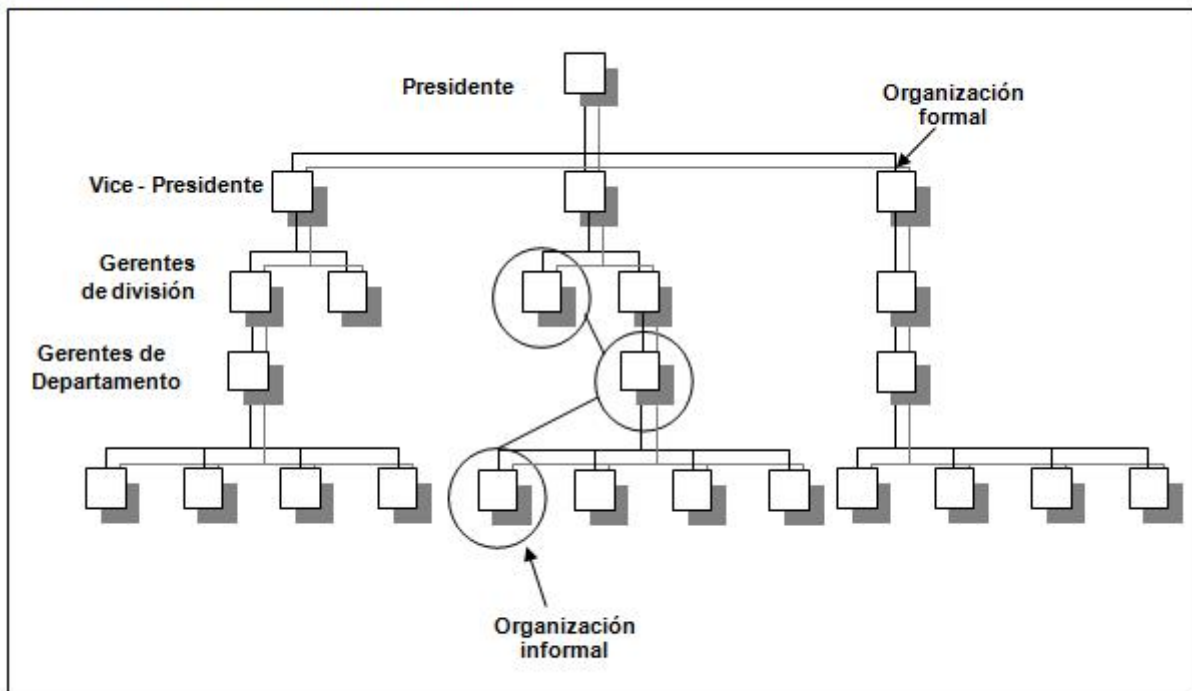 Presidente
Organización
formal
Vice - Presidente
Gerentes
de división
Gerentes de
Departamento
Organización
informal